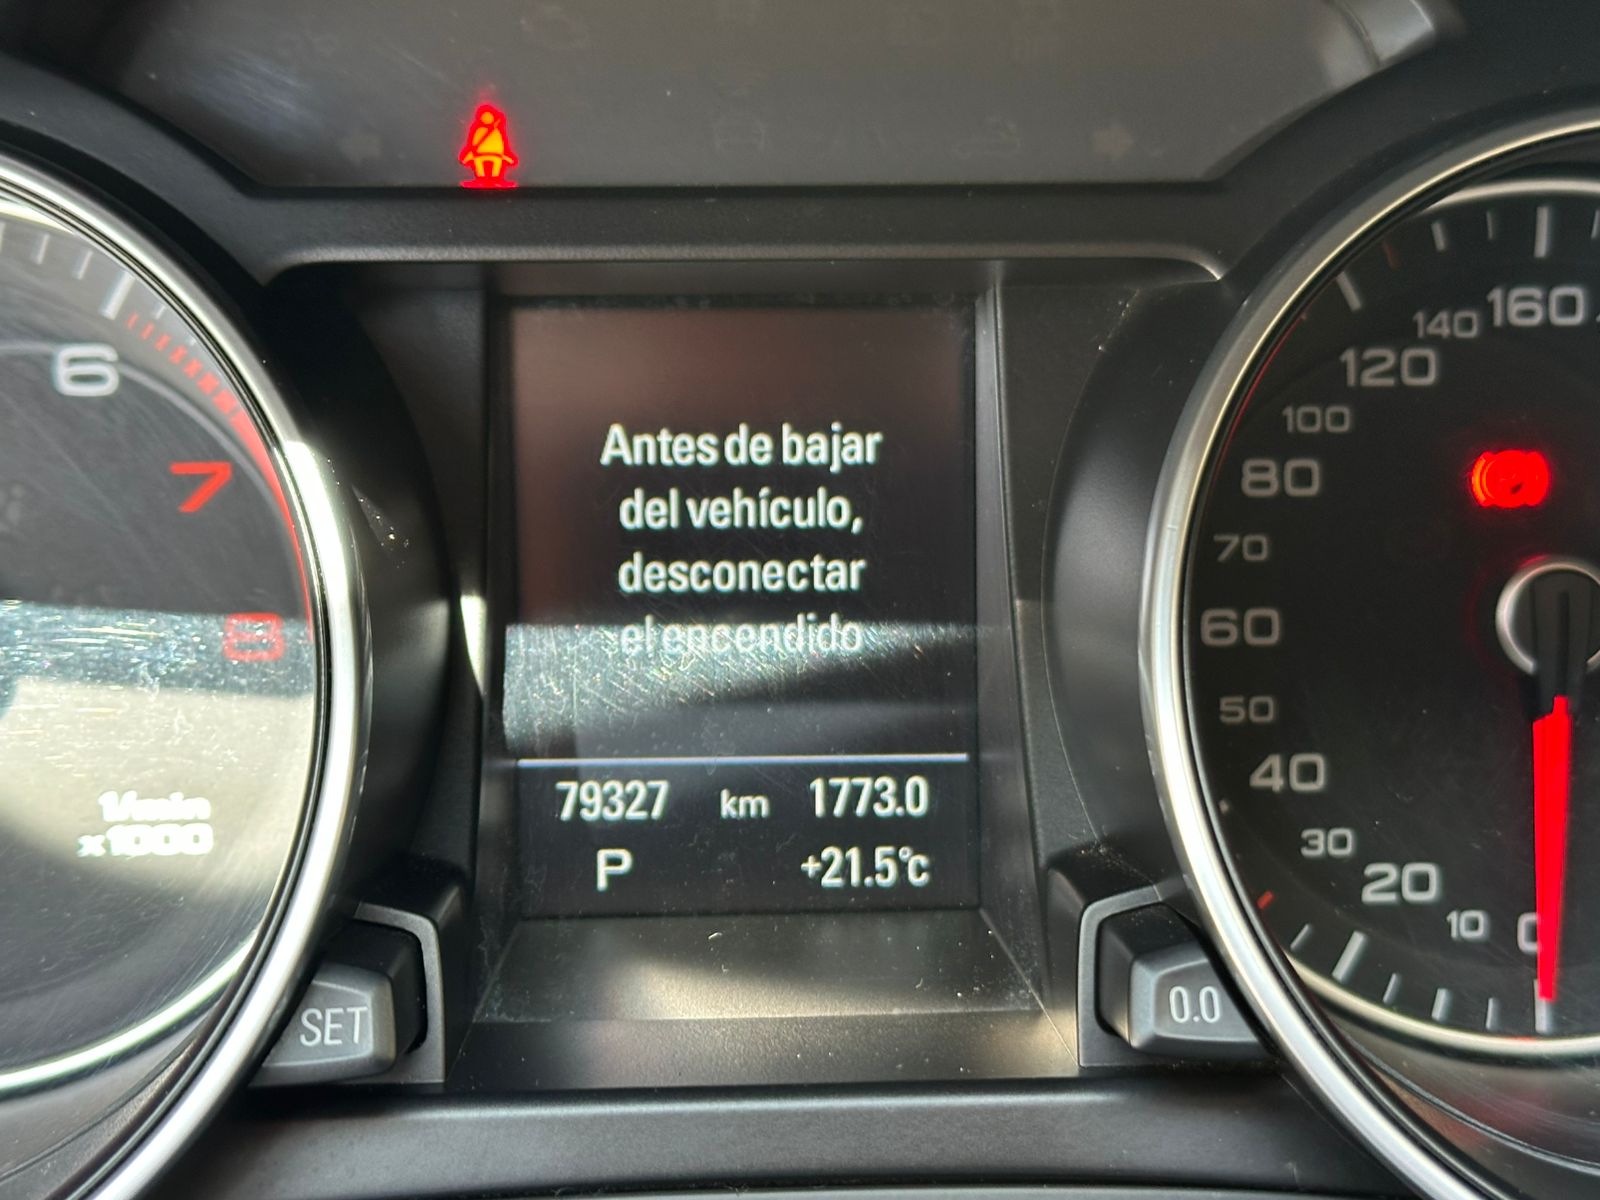 6
7
8
1/min
x1000
SET
Antes de bajar
del vehículo,
desconectar
el encendido
79327 km 1773.0
P +21.5°c
0.0
160
140
120
100
80
70
60
50
40
30
20
10
0